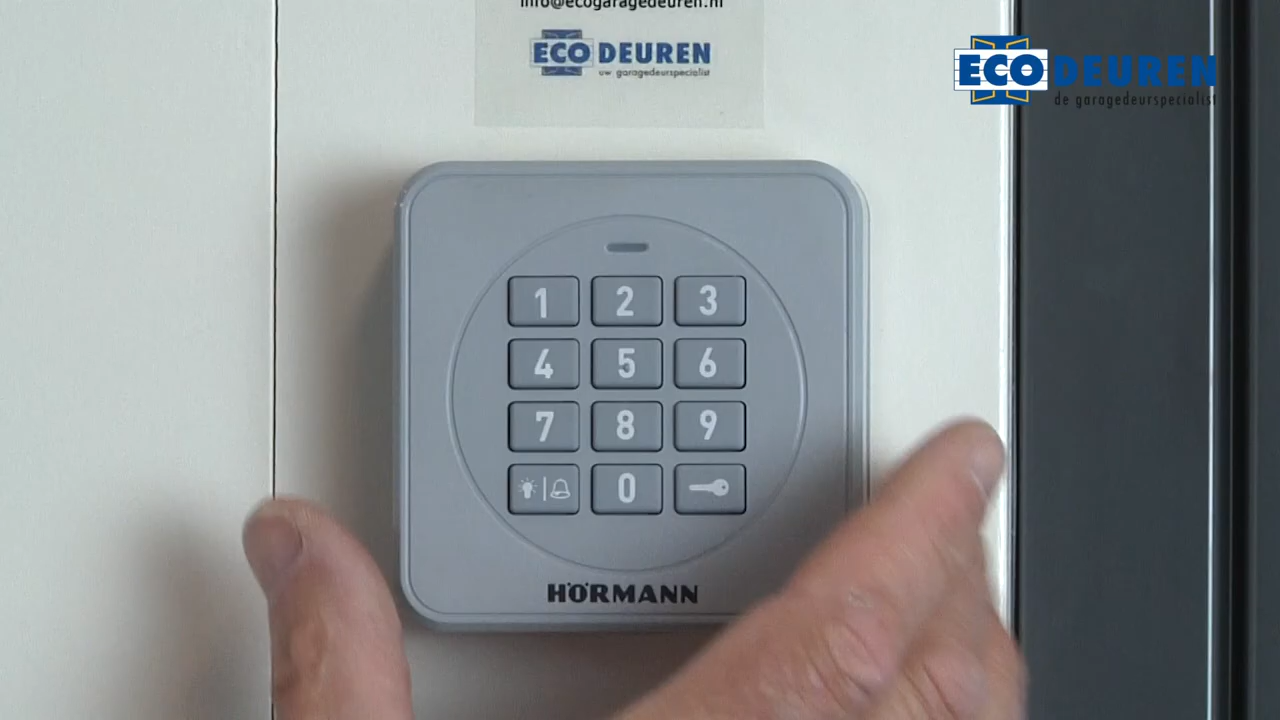 info@ecogaragedeuren.nl
ECO DEUREN
uw garagedeurspecialist
ECO DEUREN
de garagedeurspecialist
1 2 3
4 5 6
7 8 9
0
HÖRMANN